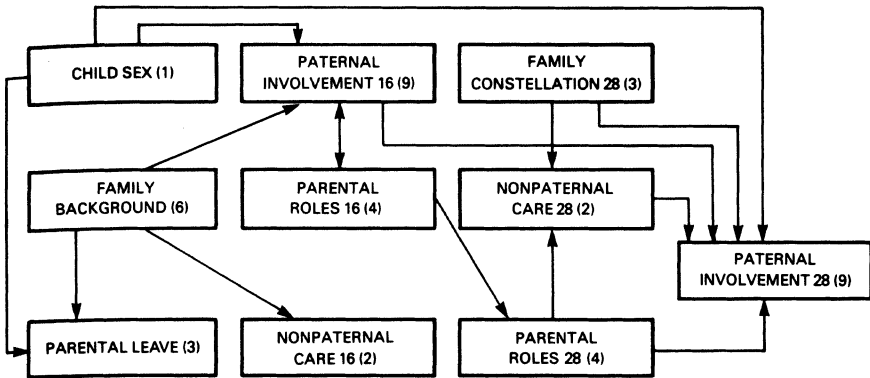 CHILD SEX (1)
PATERNAL
INVOLVEMENT 16 (9)
FAMILY
CONSTELLATION 28 (3)
FAMILY
BACKGROUND (6)
PARENTAL
ROLES 16 (4)
NONPATERNAL
CARE 28 (2)
PATERNAL
INVOLVEMENT 28 (9)
PARENTAL LEAVE (3)
NONPATERNAL
CARE 16 (2)
PARENTAL
ROLES 28 (4)